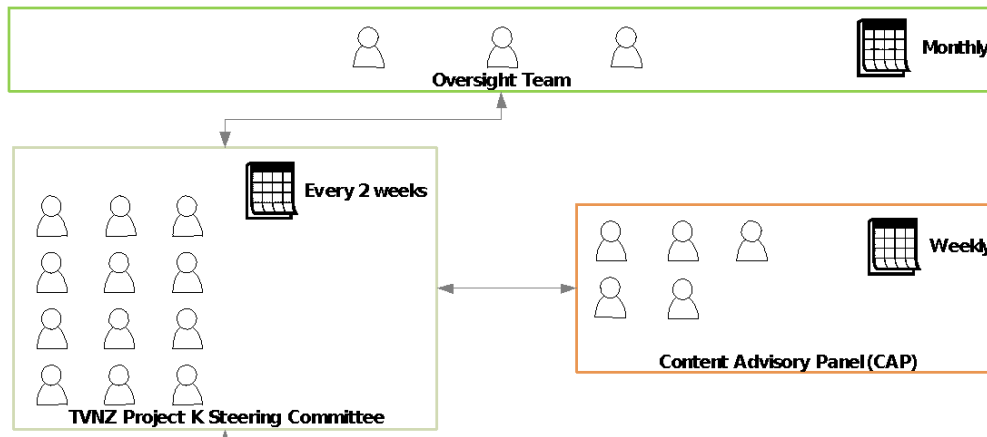 Monthly
Oversight Team
Every 2 weeks
Weekly
Content Advisory Panel (CAP)
TVNZ Project K Steering Committee